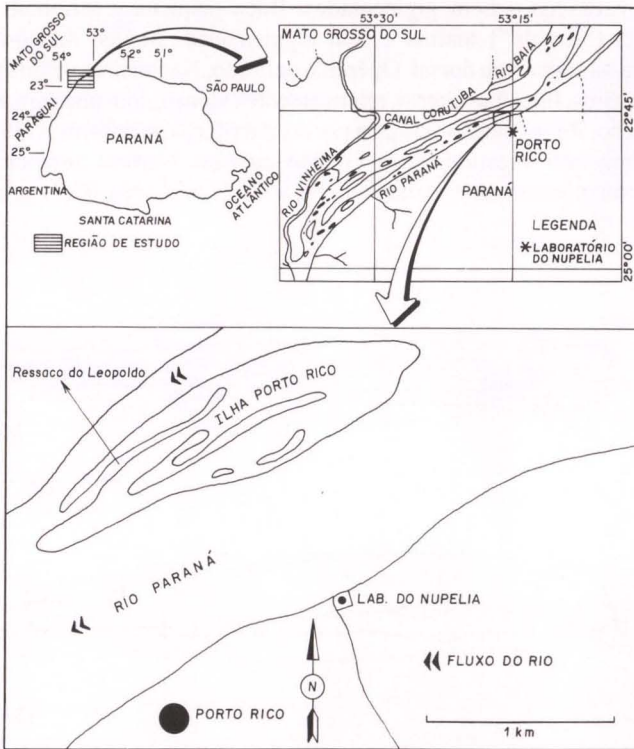 MATO GROSSO
DO SUL
54°
53°
52°
51°
23°
24°
25°
PARAGUAI
SÃO PAULO
PARANÁ
ARGENTINA
SANTA CATARINA
OCEANO
ATLÂNTICO
REGIÃO DE ESTUDO
53°30'
53°15'
MATO GROSSO DO SUL
RIO BAIA
CANAL CORUTUBA
22°45'
PORTO
RICO
RIO IVINHEIMA
RIO PARANÁ
PARANÁ
LEGENDA
* LABORATÓRIO
DO NUPELIA
25°00'
Ressaco do Leopoldo
ILHA PORTO RICO
RIO PARANÁ
LAB. DO NUPELIA
FLUXO DO RIO
N
PORTO RICO
1 km